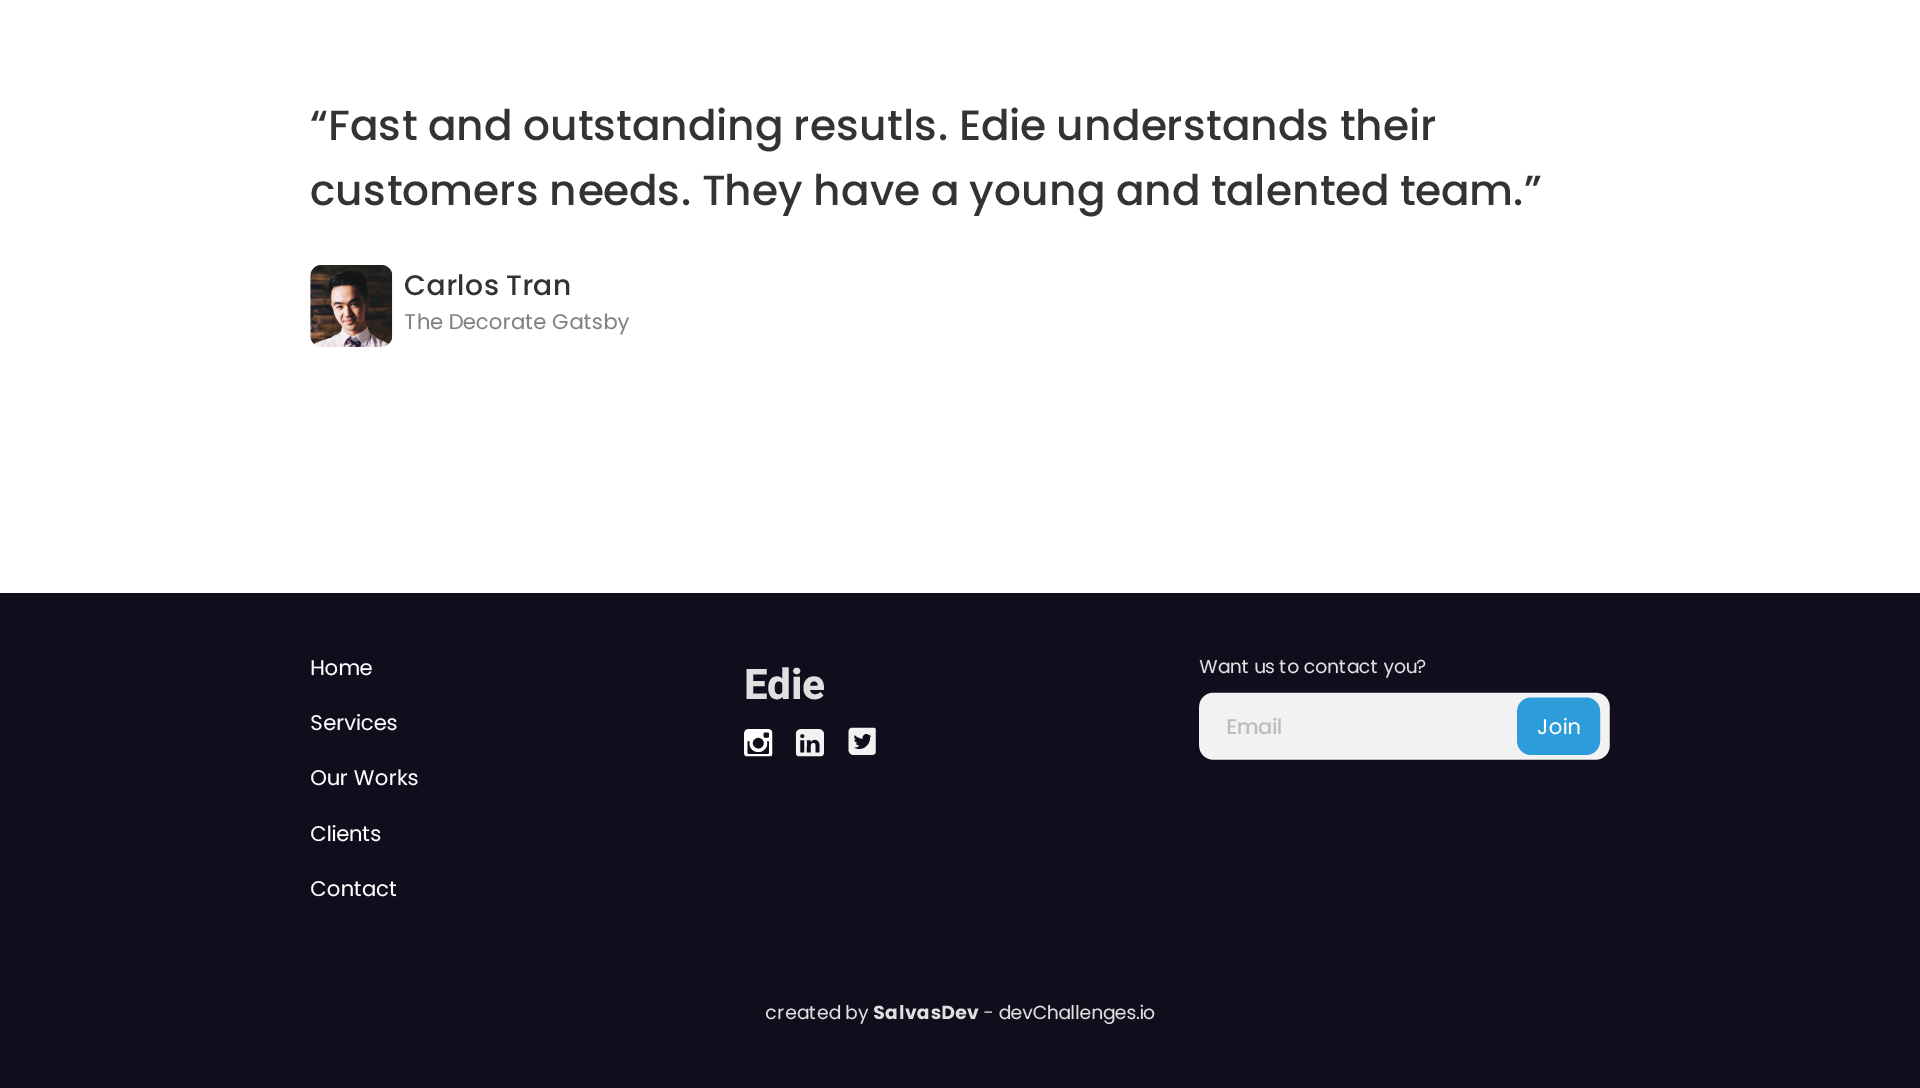 “Fast and outstanding resutls. Edie understands their
customers needs. They have a young and talented team.”
Carlos Tran
The Decorate Gatsby
Home
Services
Our Works
Clients
Contact
Edie
Want us to contact you?
Email
Join
created by SalvasDev - devChallenges.io